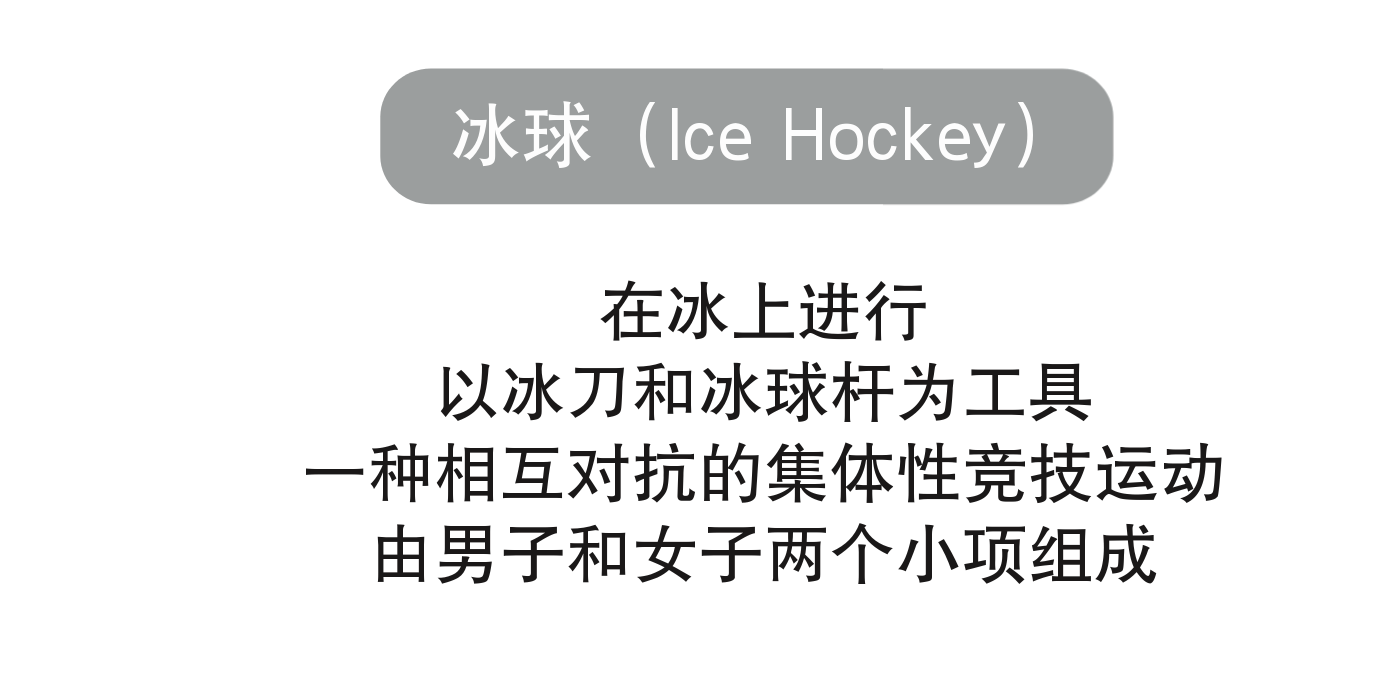 冰球（Ice Hockey）
在冰上进行
以冰刀和冰球杆为工具
一种相互对抗的集体性竞技运动
由男子和女子两个小项组成